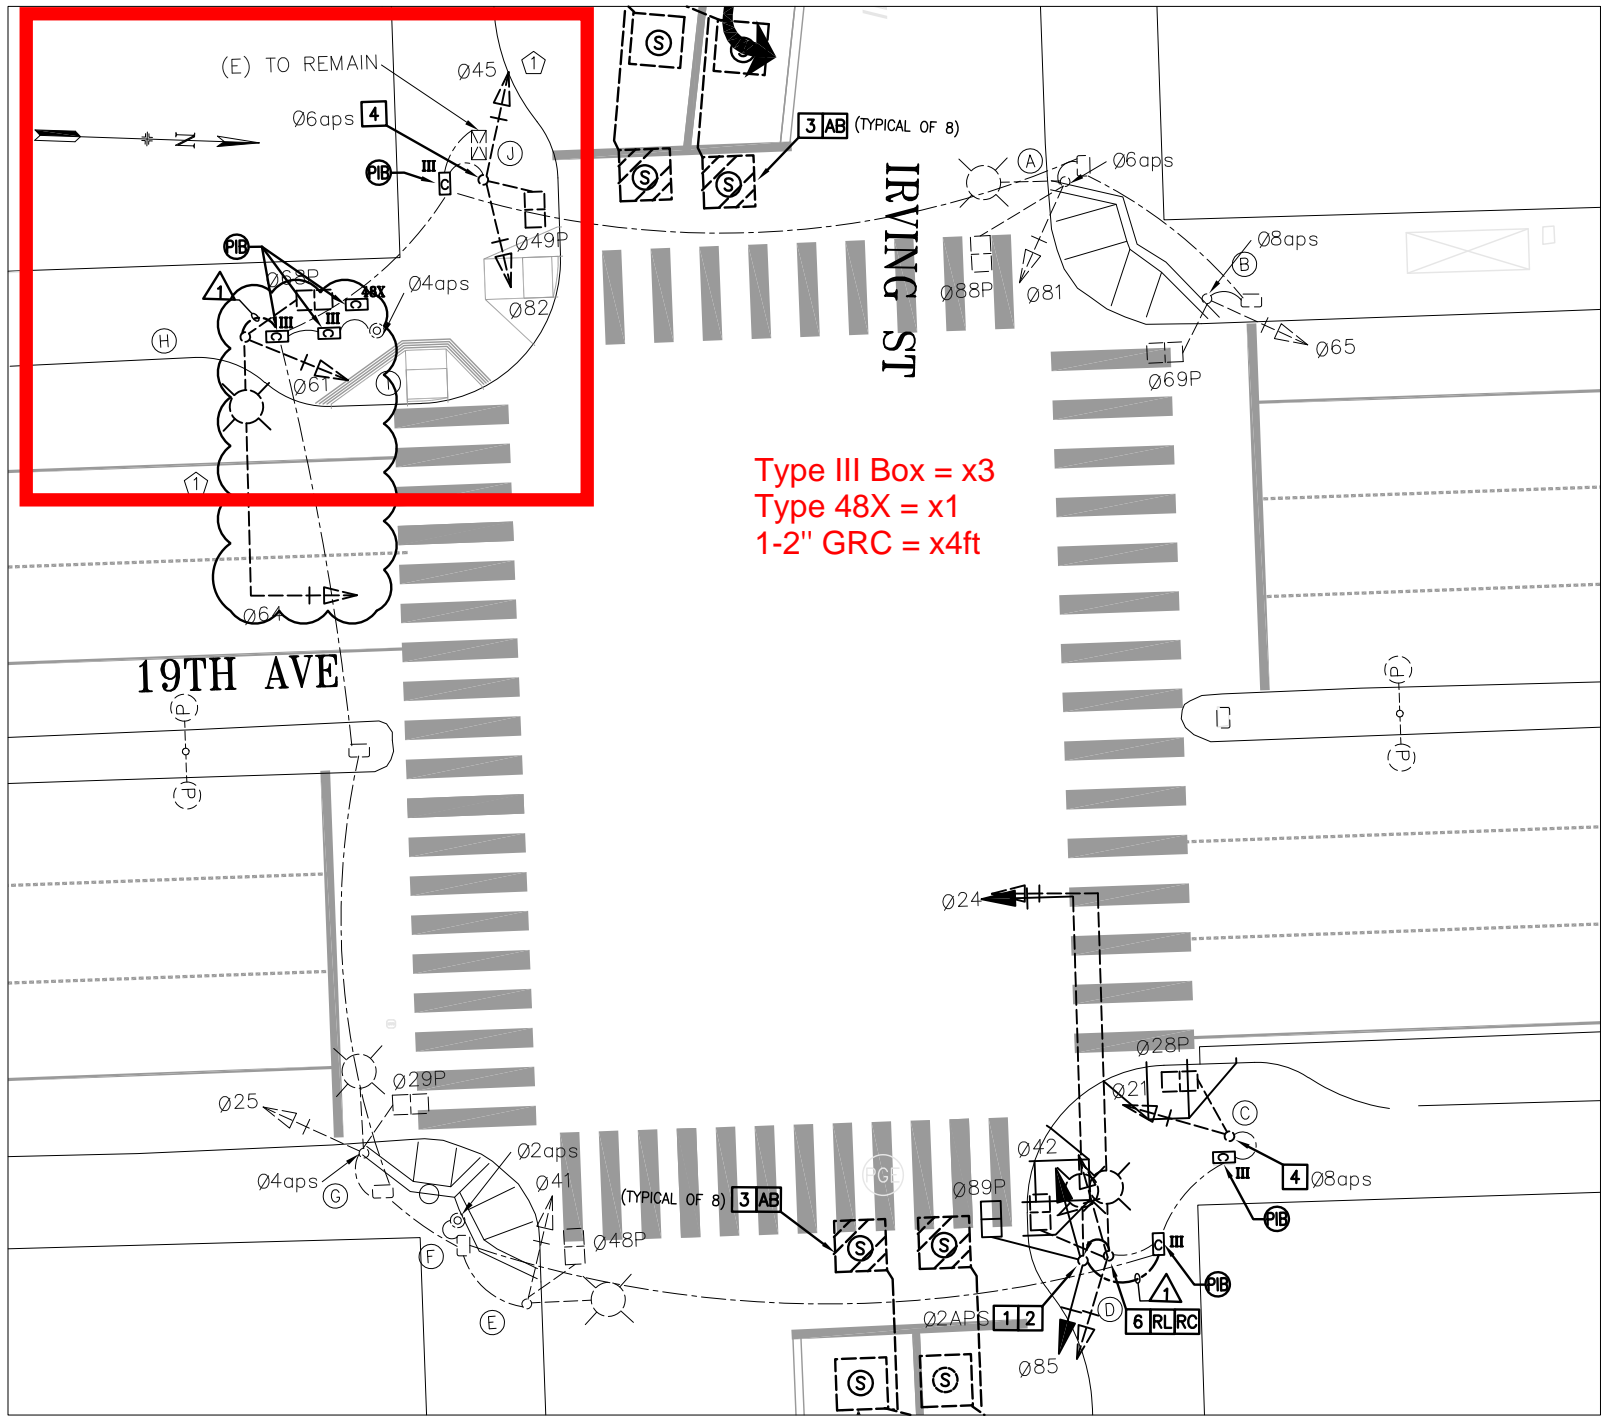 (E) TO REMAIN
Ø45
1
Ø6aps 4
J
PIB
III
C
N
3 AB (TYPICAL OF 8)
S
S
S
S
IRVING ST
A
Ø6aps
Ø8aps
B
Ø88P
Ø81
Ø65
Ø69P
Ø49P
Ø82
PIB
Ø68P
48X
C
Ø4aps
1
III
C
III
C
H
Ø61
I
1
Ø64
Type III Box = x3
Type 48X = x1
1-2" GRC = x4ft
19TH AVE
(P)
(P)
(P)
(P)
Ø24
Ø25
Ø29P
Ø4aps
G
Ø2aps
Ø41
F
Ø48P
E
(TYPICAL OF 8) 3 AB
S
S
S
S
PGE
Ø28P
Ø21
C
Ø42
Ø89P
C
III
4 Ø8aps
PIB
C
III
PIB
1
Ø2APS 1 2
D
6 RL RC
Ø85